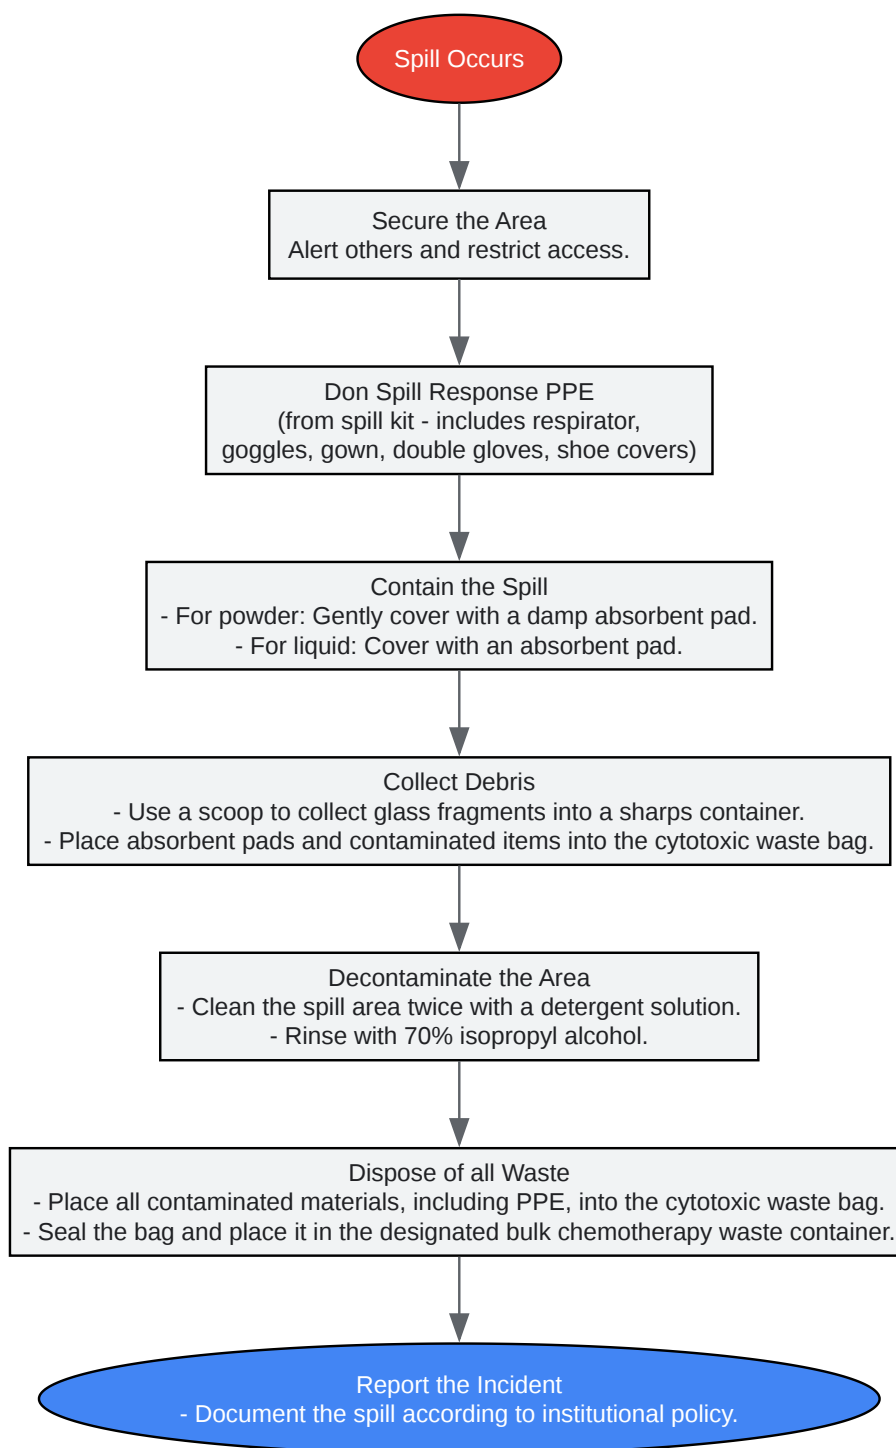 Spill Occurs
Secure the Area
Alert others and restrict access.
Don Spill Response PPE
(from spill kit - includes respirator,
goggles, gown, double gloves, shoe covers)
Contain the Spill
- For powder: Gently cover with a damp absorbent pad.
- For liquid: Cover with an absorbent pad.
Collect Debris
- Use a scoop to collect glass fragments into a sharps container.
- Place absorbent pads and contaminated items into the cytotoxic waste bag.
Decontaminate the Area
- Clean the spill area twice with a detergent solution.
- Rinse with 70% isopropyl alcohol.
Dispose of all Waste
- Place all contaminated materials, including PPE, into the cytotoxic waste bag.
- Seal the bag and place it in the designated bulk chemotherapy waste container.
Report the Incident
- Document the spill according to institutional policy.